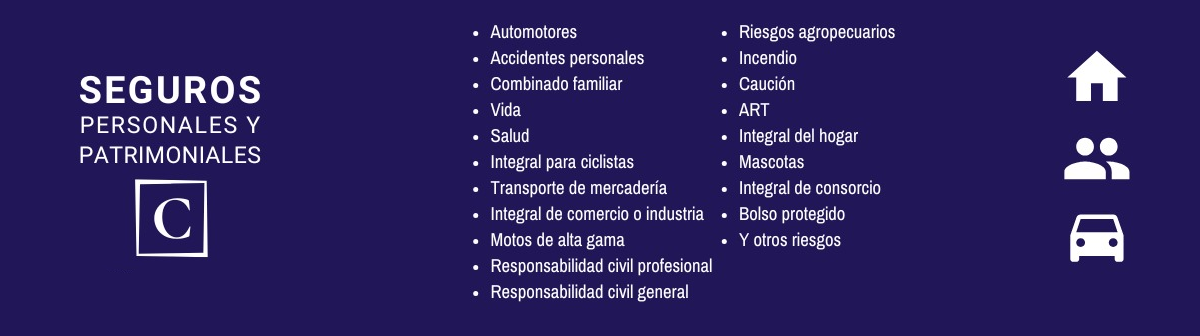 SEGUROS
PERSONALES Y
PATRIMONIALES
C
Automotores
Accidentes personales
Combinado familiar
Vida
Salud
Integral para ciclistas
Transporte de mercadería
Integral de comercio o industria
Motos de alta gama
Responsabilidad civil profesional
Responsabilidad civil general
Riesgos agropecuarios
Incendio
Caución
ART
Integral del hogar
Mascotas
Integral de consorcio
Bolso protegido
Y otros riesgos